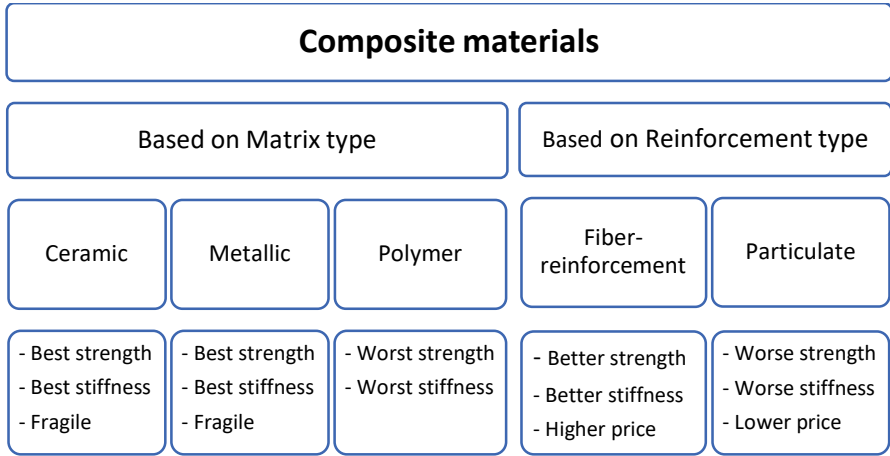 Composite materials
Based on Matrix type
Based on Reinforcement type
Ceramic
Metallic
Polymer
Fiber-
reinforcement
Particulate
- Best strength
- Best stiffness
- Fragile
- Best strength
- Best stiffness
- Fragile
- Worst strength
- Worst stiffness
- Better strength
- Better stiffness
- Higher price
- Worse strength
- Worse stiffness
- Lower price